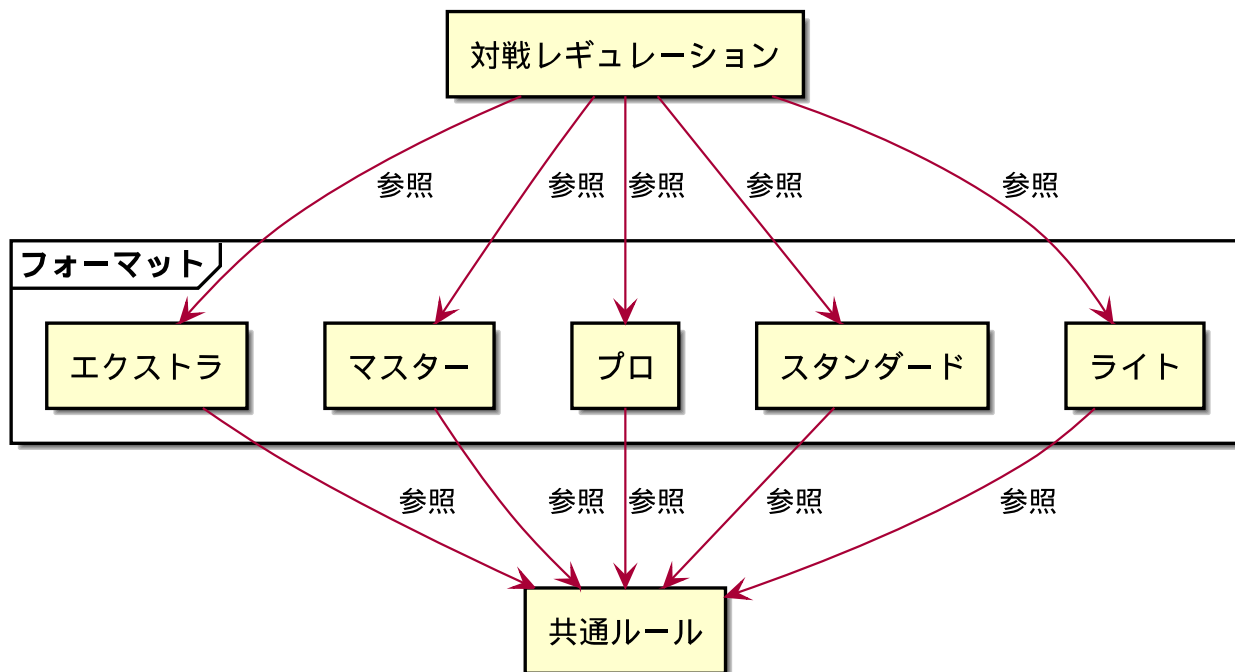 対戦レギュレーション
参照
参照
参照
参照
参照
フォーマット
エクストラ
マスター
プロ
スタンダード
ライト
参照
参照
参照
参照
参照
共通ルール